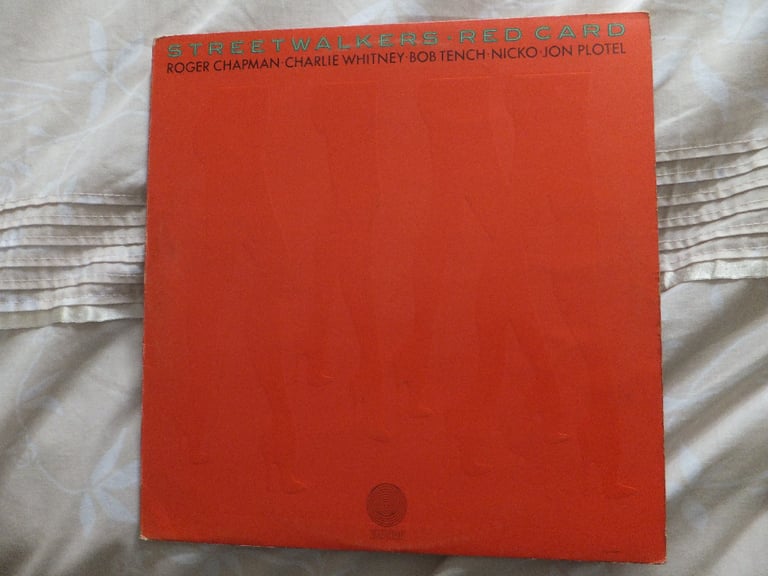 STREETWALKERS·RED CARD
ROGER CHAPMAN·CHARLIE WHITNEY·BOB TENCH·NICKO·JON PLOTEL